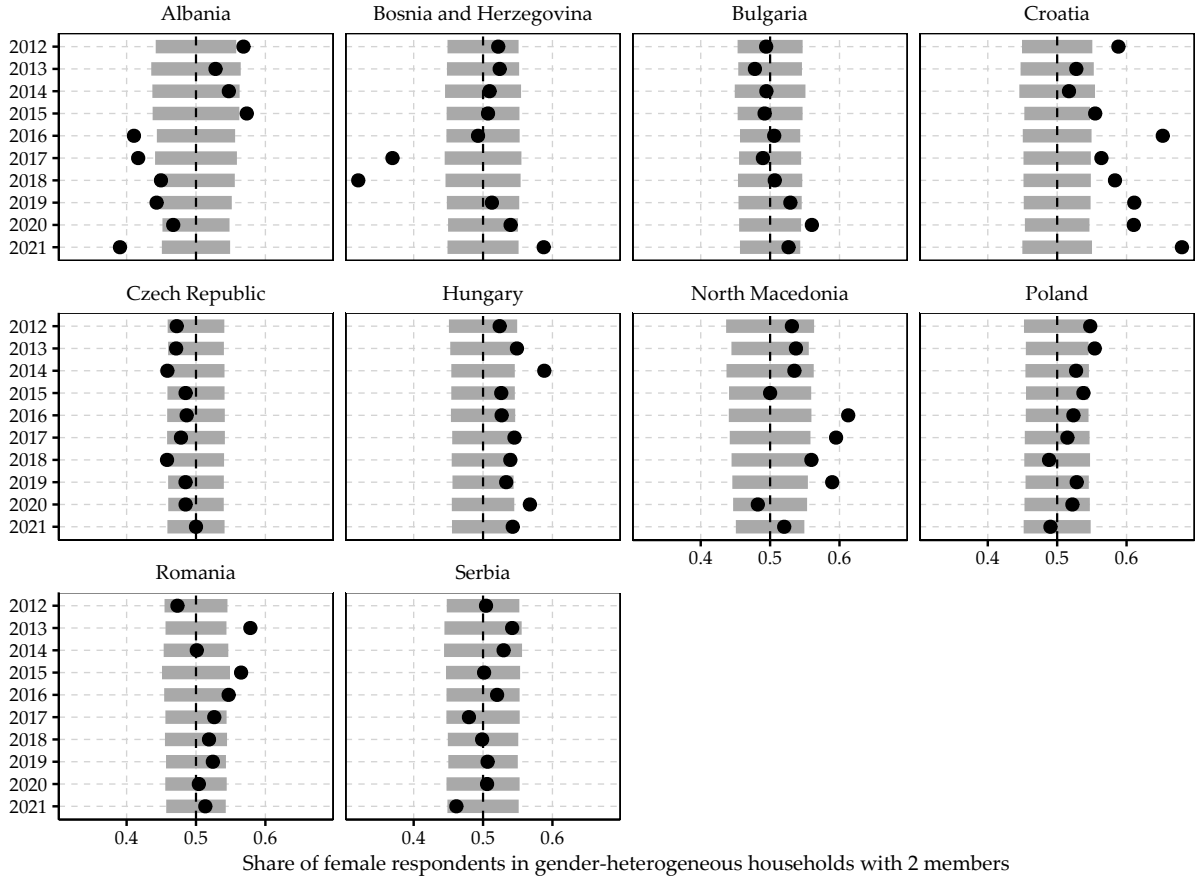 Albania
Bosnia and Herzegovina
Bulgaria
Croatia
2012
2013
2014
2015
2016
2017
2018
2019
2020
2021
Czech Republic
Hungary
North Macedonia
Poland
2012
2013
2014
2015
2016
2017
2018
2019
2020
2021
0.4 0.5 0.6
0.4 0.5 0.6
Romania
Serbia
2012
2013
2014
2015
2016
2017
2018
2019
2020
2021
0.4 0.5 0.6
0.4 0.5 0.6
Share of female respondents in gender-heterogeneous households with 2 members